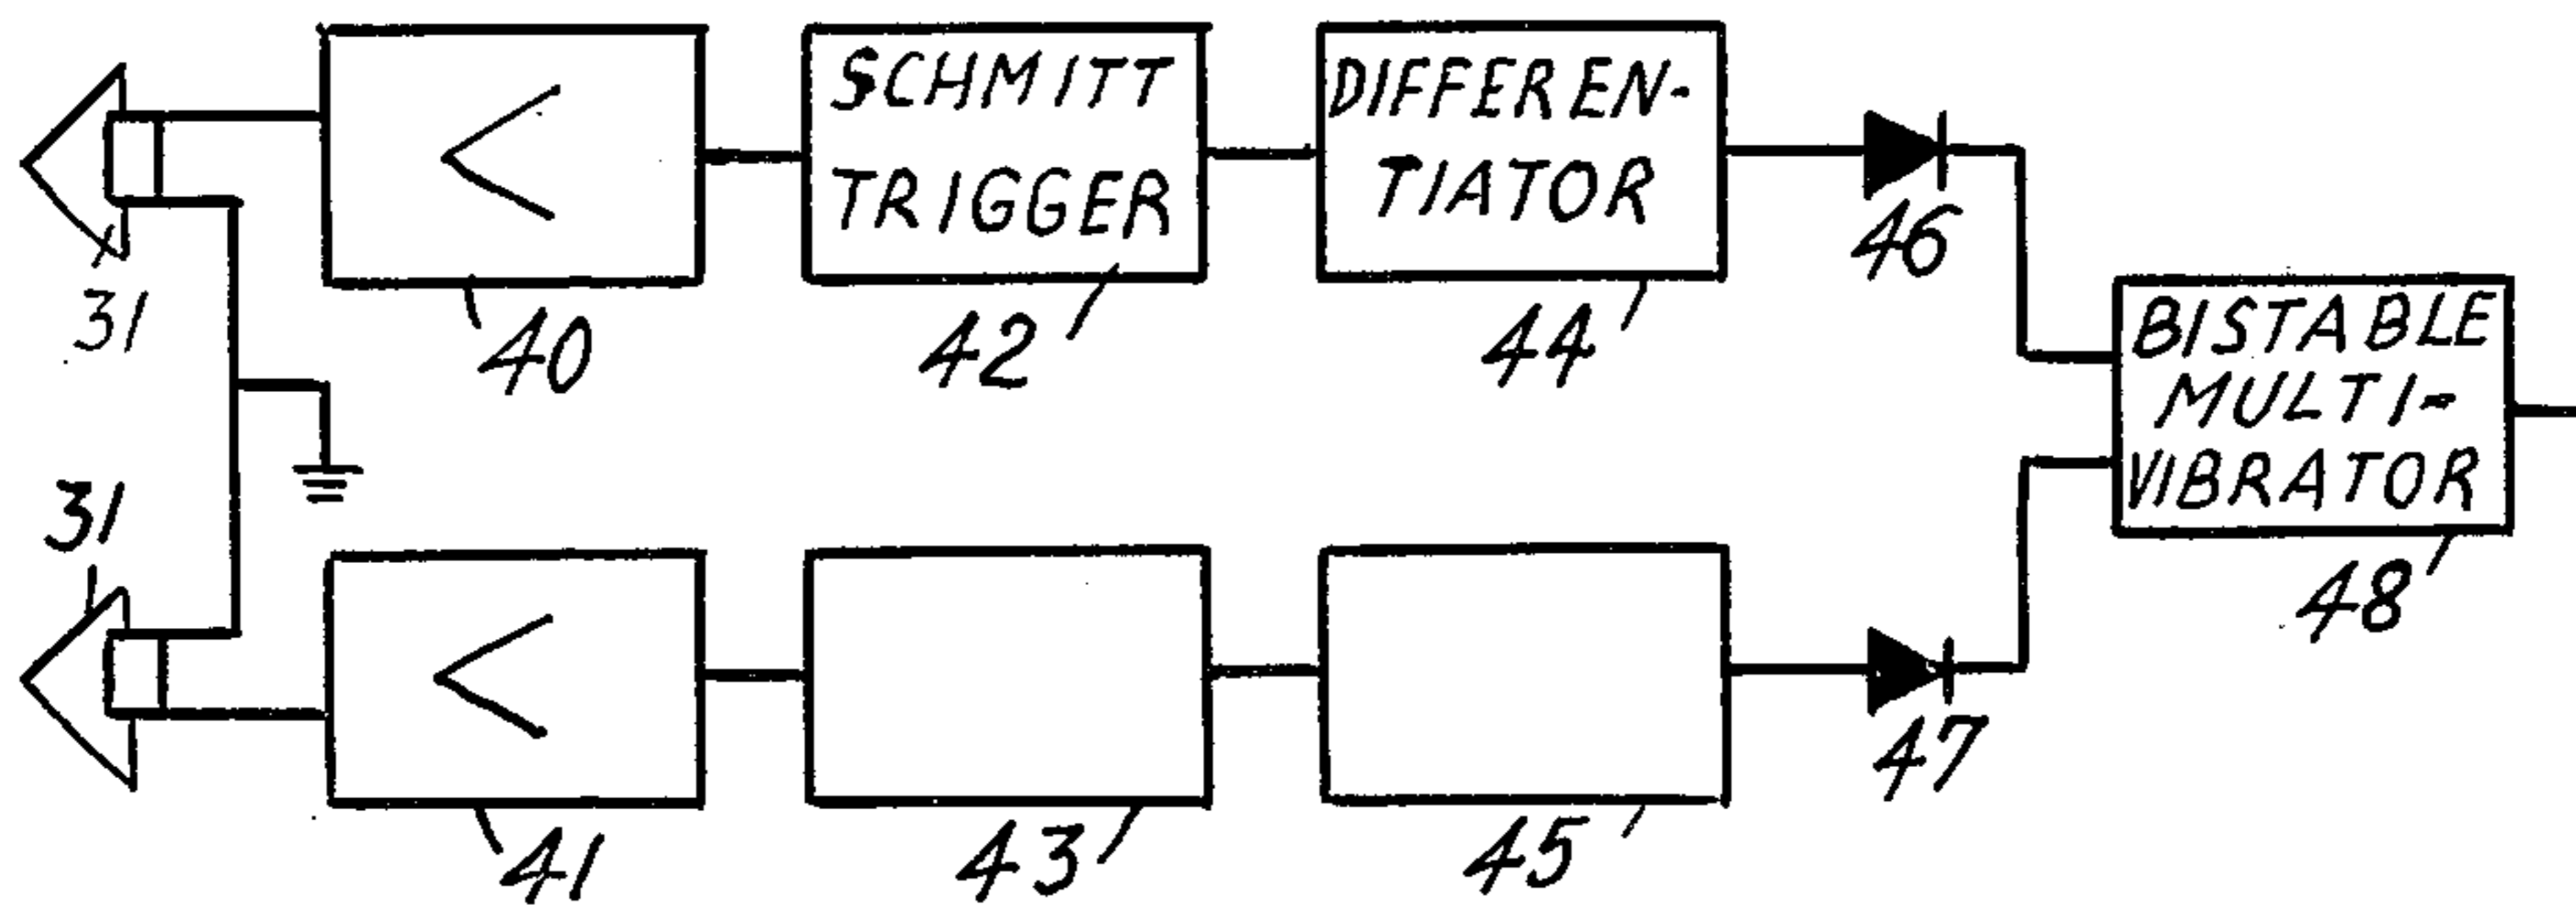 SCHMITT
TRIGGER
DIFFEREN-
TIATOR
46
31
40
42
44
BISTABLE
MULTI-
VIBRATOR
31
48
47
41
43
45